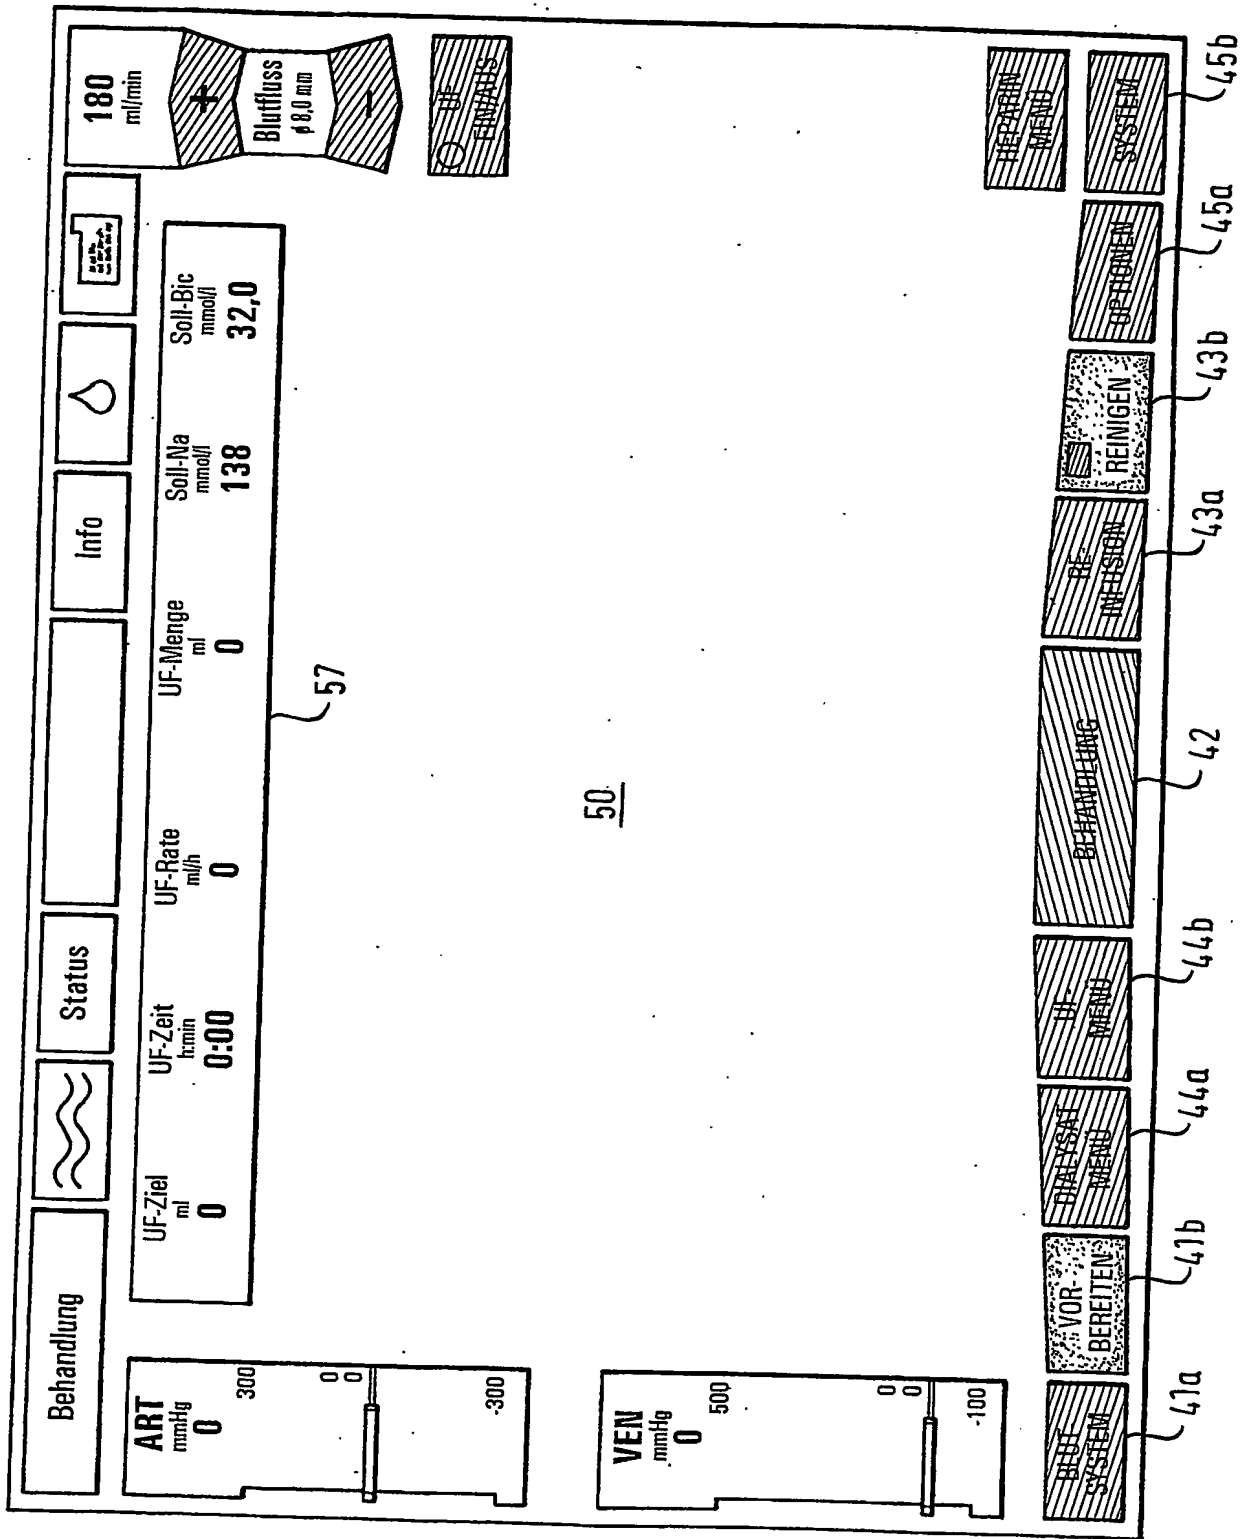 Behandlung
Status
Info
180
ml/min
+
Blutfluss
ϕ 8,0 mm
−
UF-Ziel
ml
0
UF-Zeit
h:min
0:00
UF-Rate
ml/h
0
UF-Menge
ml
0
Soll-Na
mmol/l
138
Soll-Bic
mmol/l
32,0
57
UF
EIN/AUS
ART
mmHg
0
300
0
0
-300
50
VEN
mmHg
0
500
0
0
-100
HEPARIN
MENÜ
BLUT-
SYSTEM
VOR-
BEREITEN
DIALYSAT
MENÜ
UF-
MENÜ
BEHANDLUNG
RE-
INFUSION
REINIGEN
OPTIONEN
SYSTEM
41a
41b
44a
44b
42
43a
43b
45a
45b